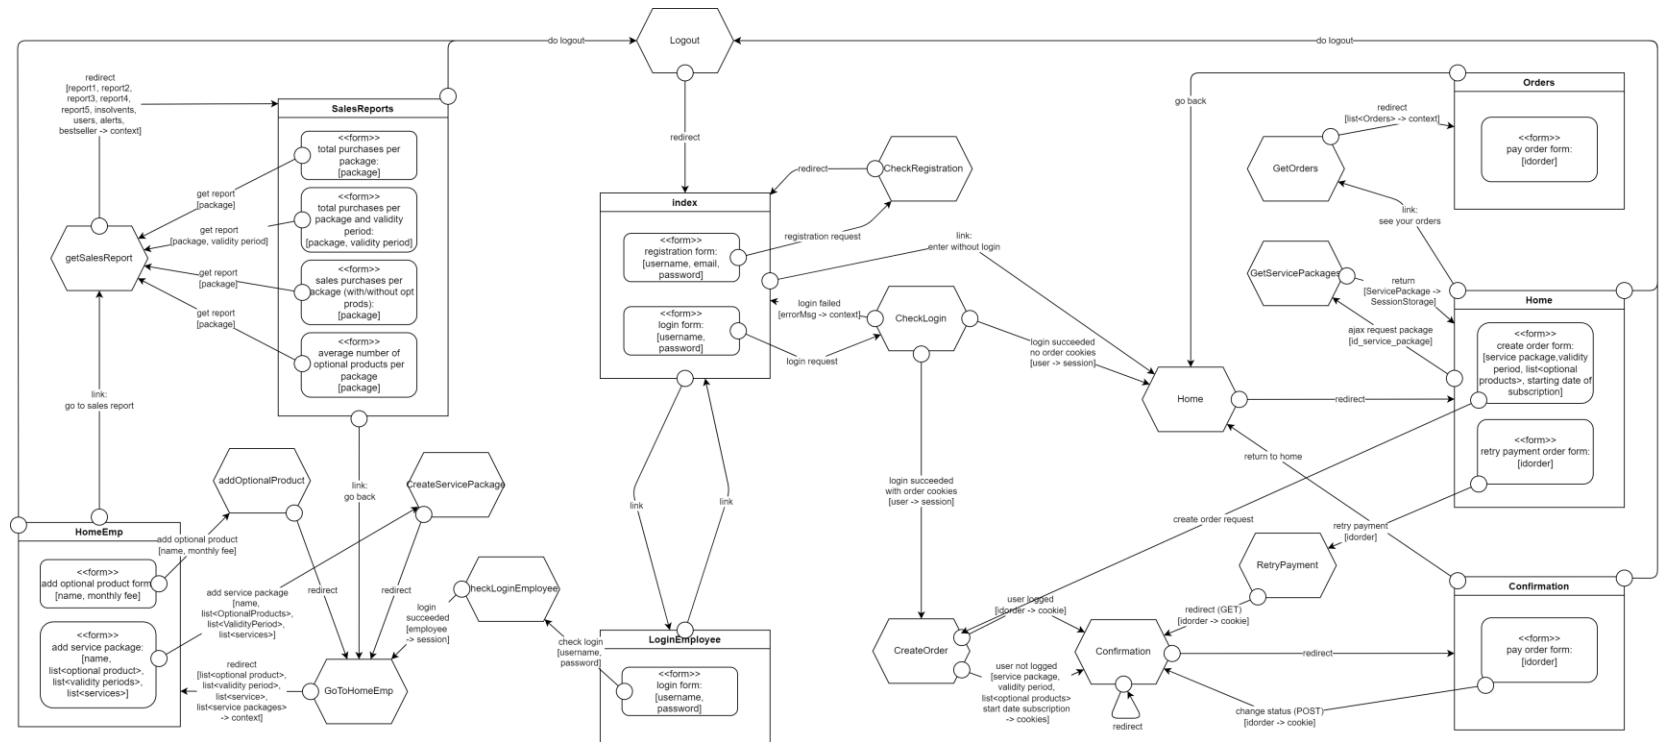 Logout
do logout
do logout
redirect
[report1, report2,
report3, report4,
report5, insolvents,
users, alerts,
bestseller -> context]
SalesReports
<<form>>
total purchases per
package:
[package]
<<form>>
total purchases per
package and validity
period:
[package, validity period]
<<form>>
sales purchases per
package (with/without opt
prods):
[package]
<<form>>
average number of
optional products per
package
[package]
get report
[package]
get report
[package, validity period]
get report
[package]
get report
[package]
getSalesReport
link:
go to sales report
link:
go back
redirect
index
<<form>>
registration form:
[username, email,
password]
<<form>>
login form:
[username,
password]
redirect
CheckRegistration
registration request
link:
enter without login
login failed
[errorMsg -> context]
CheckLogin
login request
login succeeded
no order cookies
[user -> session]
login succeeded
with order cookies
[user -> session]
go back
Orders
<<form>>
pay order form:
[idorder]
redirect
[list<Orders> -> context]
GetOrders
link:
see your orders
GetServicePackages
return
[ServicePackage ->
SessionStorage]
ajax request package
[id_service_package]
Home
<<form>>
create order form:
[service package,validity
period, list<optional
products>, starting date of
subscription]
<<form>>
retry payment order form:
[idorder]
Home
redirect
return to home
create order request
retry payment
[idorder]
RetryPayment
redirect (GET)
[idorder -> cookie]
user logged
[idorder -> cookie]
CreateOrder
user not logged
[service package,
validity period,
list<optional products>
start date subscription
-> cookies]
Confirmation
redirect
redirect
Confirmation
<<form>>
pay order form:
[idorder]
change status (POST)
[idorder -> cookie]
link
link
LoginEmployee
<<form>>
login form:
[username,
password]
check login
[username,
password]
heckLoginEmployee
login
succeeded
[employee
-> session]
addOptionalProduct
CreateServicePackage
redirect
redirect
HomeEmp
<<form>>
add optional product form
[name, monthly fee]
<<form>>
add service package:
[name,
list<optional product>,
list<validity periods>,
list<services>]
add optional product
[name, monthly fee]
add service package
[name,
list<OptionalProducts>,
list<ValidityPeriod>,
list<services>]
redirect
[list<optional product>,
list<validity period>,
list<service>,
list<service packages>
-> context]
GoToHomeEmp